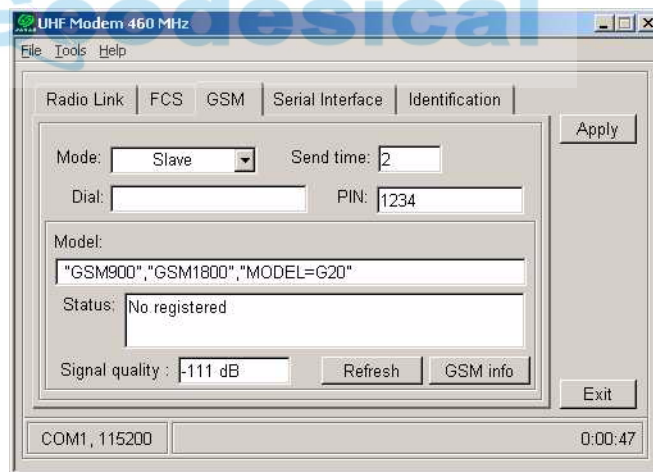 geodesical
UHF Modem 460 MHz
File Tools Help
Radio Link FCS GSM Serial Interface Identification
Apply
Mode: Slave Send time: 2
Dial: PIN: 1234
Model:
"GSM900","GSM1800","MODEL=G20"
Status: No registered
Signal quality : -111 dB Refresh GSM info
Exit
COM1, 115200 0:00:47